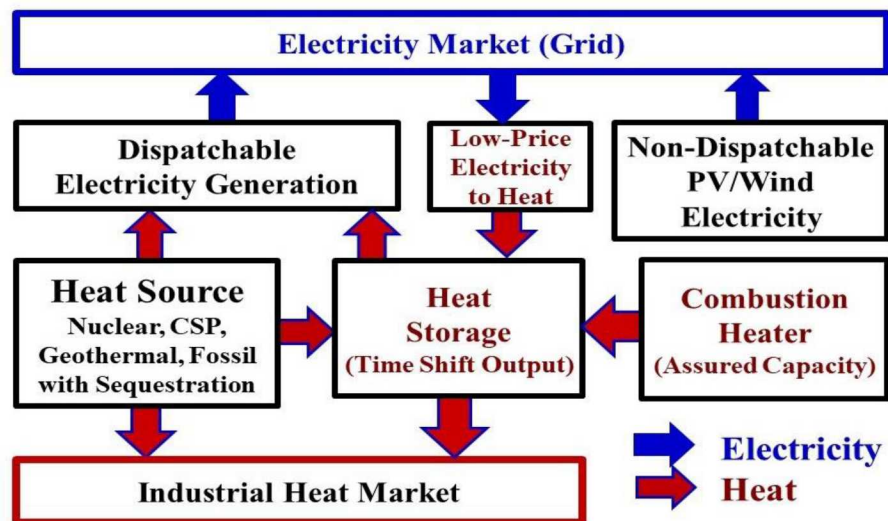 Electricity Market (Grid)
Dispatchable
Electricity Generation
Low-Price
Electricity
to Heat
Non-Dispatchable
PV/Wind
Electricity
Heat Source
Nuclear, CSP,
Geothermal, Fossil
with Sequestration
Heat
Storage
(Time Shift Output)
Combustion
Heater
(Assured Capacity)
Industrial Heat Market
Electricity
Heat